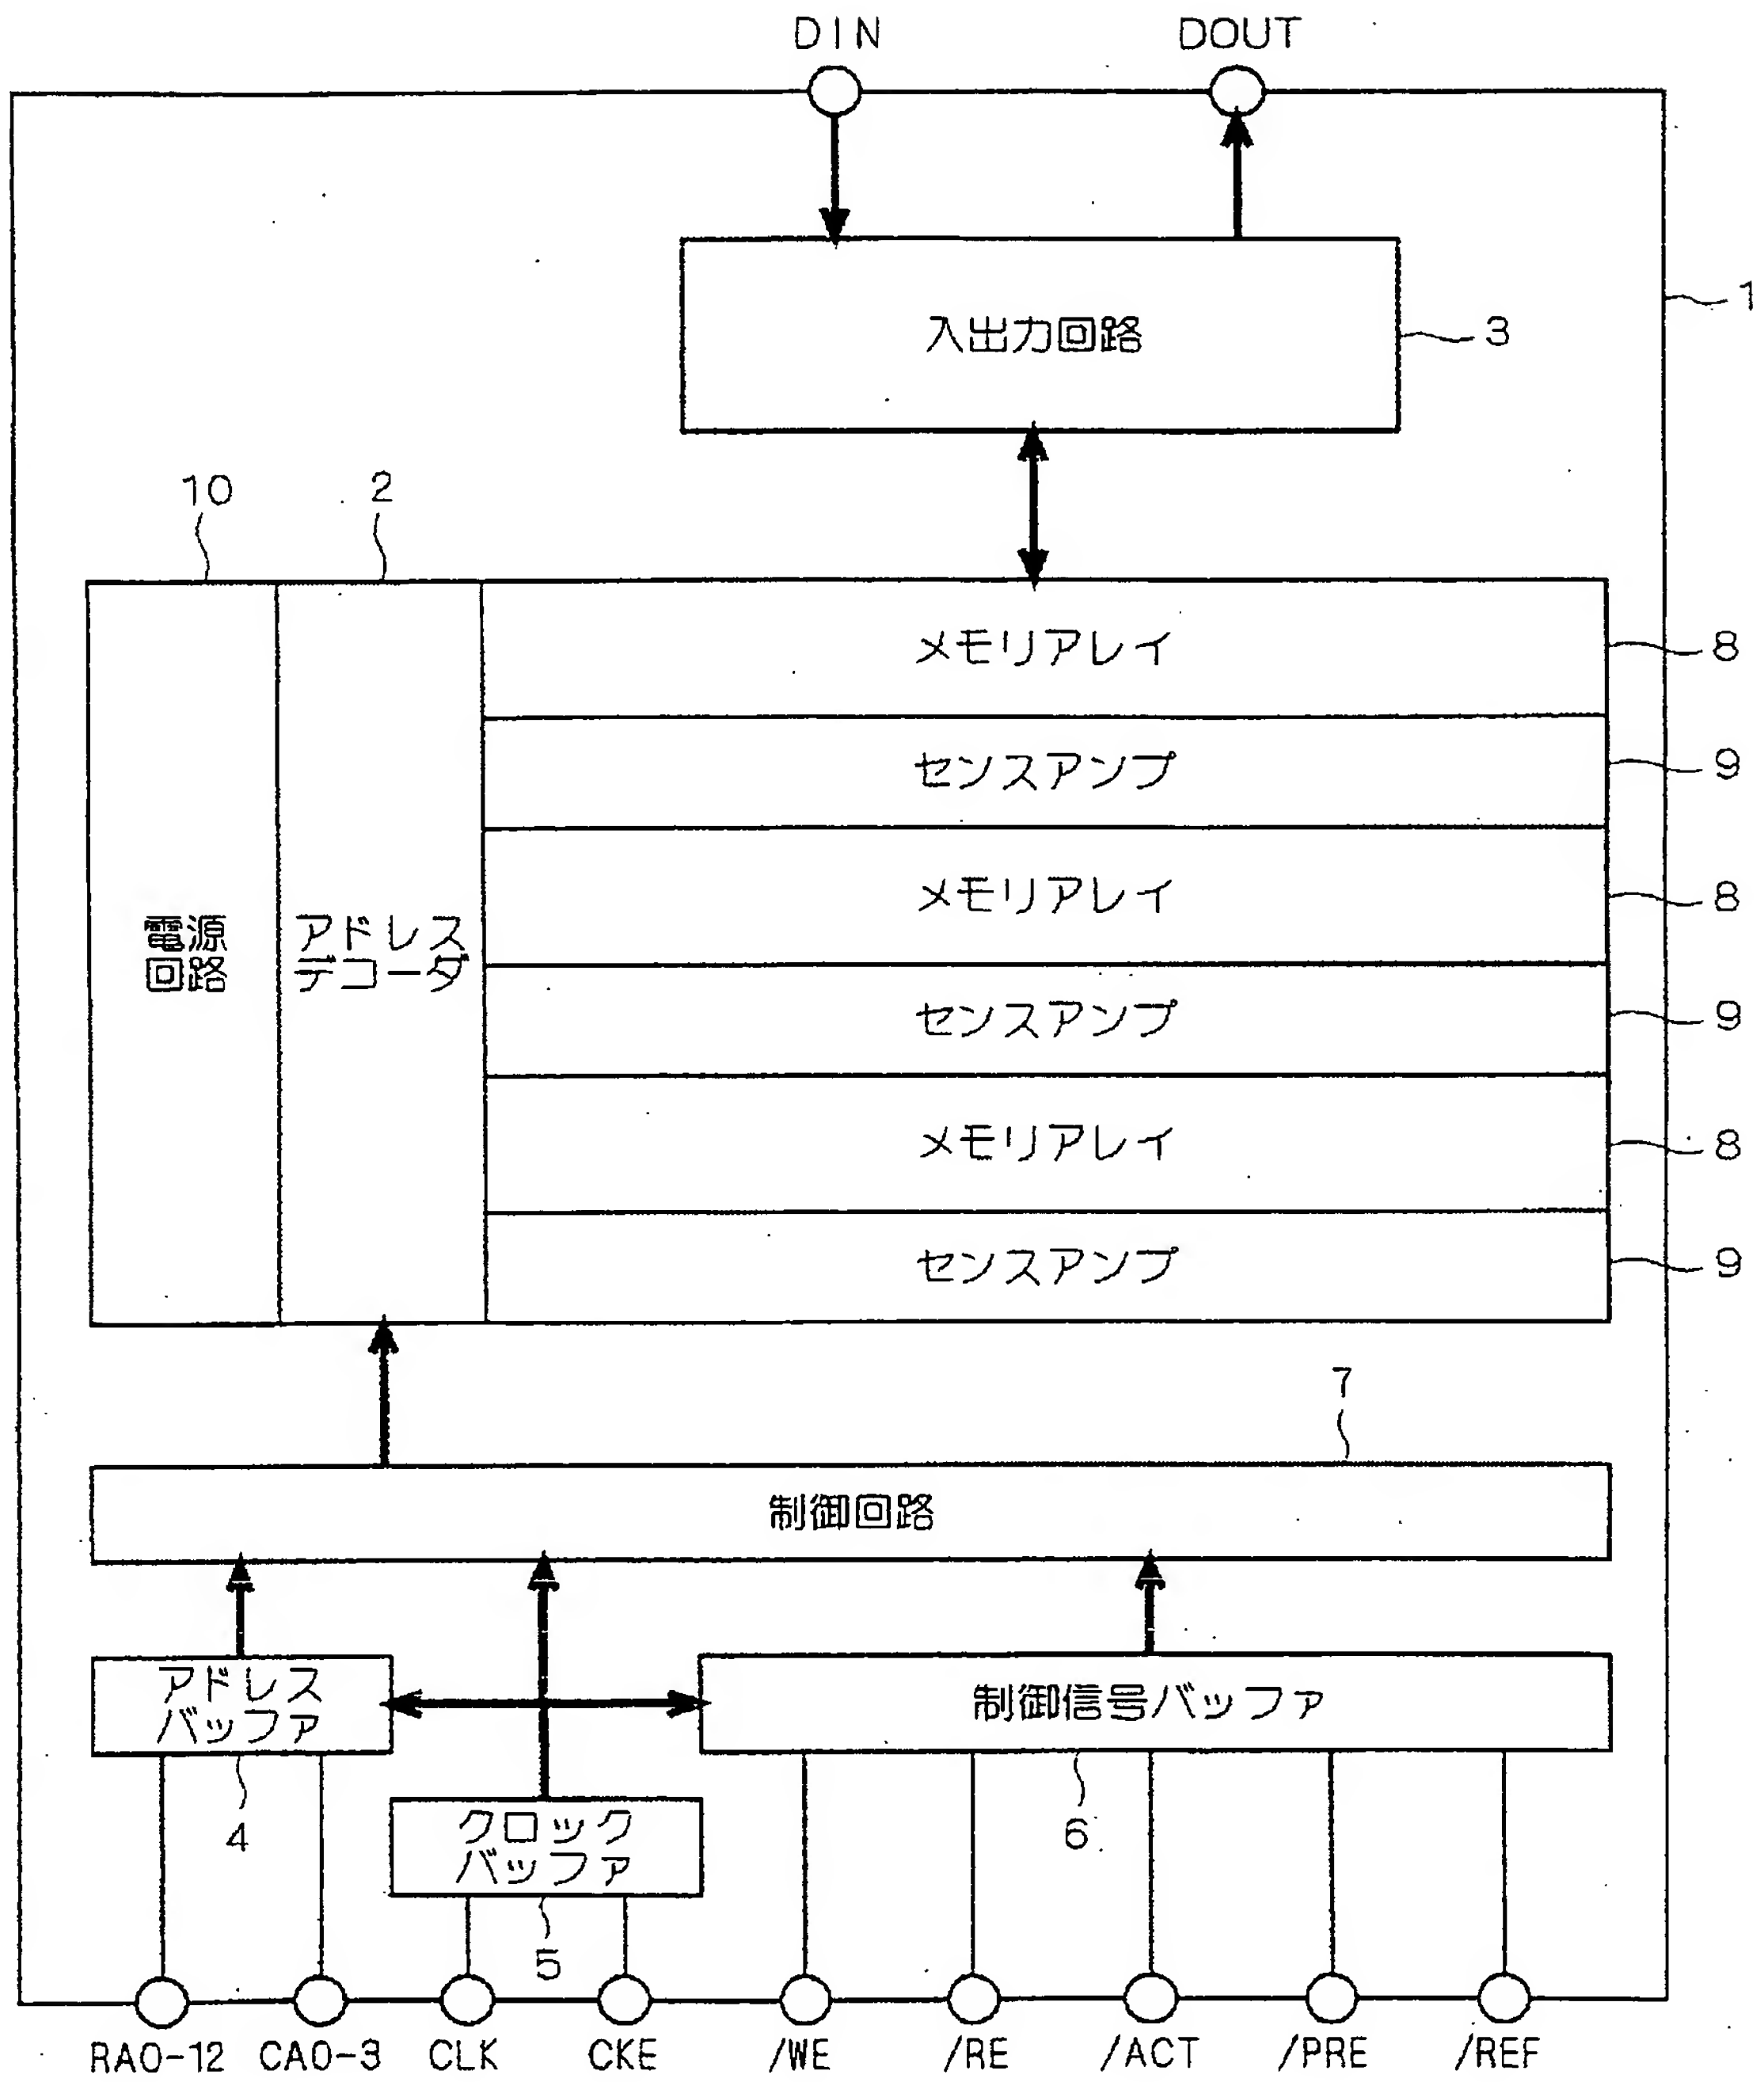 DIN
DOUT
1
入出力回路
3
10
2
メモリアレイ
8
センスアンプ
9
メモリアレイ
8
電源
回路
アドレス
デコーダ
センスアンプ
9
メモリアレイ
8
センスアンプ
9
7
制御回路
アドレス
バッファ
制御信号バッファ
4
クロック
バッファ
6
5
RA0-12
CA0-3
CLK
CKE
/WE
/RE
/ACT
/PRE
/REF